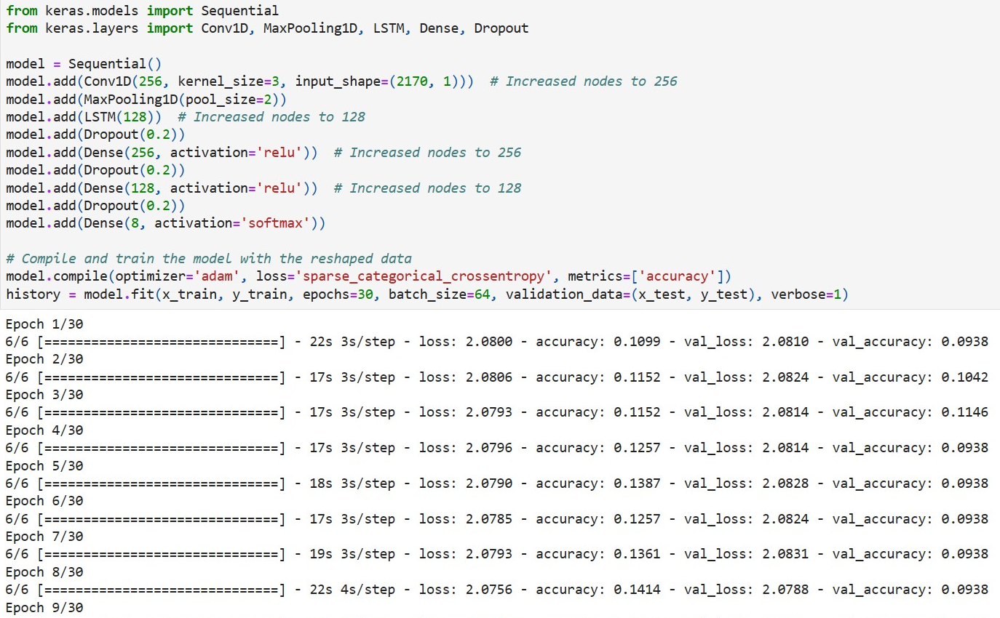 from keras.models import Sequential
from keras.layers import Conv1D, MaxPooling1D, LSTM, Dense, Dropout
model = Sequential()
model.add(Conv1D(256, kernel_size=3, input_shape=(2170, 1)))  # Increased nodes to 256
model.add(MaxPooling1D(pool_size=2))
model.add(LSTM(128))  # Increased nodes to 128
model.add(Dropout(0.2))
model.add(Dense(256, activation='relu'))  # Increased nodes to 256
model.add(Dropout(0.2))
model.add(Dense(128, activation='relu'))  # Increased nodes to 128
model.add(Dropout(0.2))
model.add(Dense(8, activation='softmax'))
# Compile and train the model with the reshaped data
model.compile(optimizer='adam', loss='sparse_categorical_crossentropy', metrics=['accuracy'])
history = model.fit(x_train, y_train, epochs=30, batch_size=64, validation_data=(x_test, y_test), verbose=1)
Epoch 1/30
6/6 [==============================] - 22s 3s/step - loss: 2.0800 - accuracy: 0.1099 - val_loss: 2.0810 - val_accuracy: 0.0938
Epoch 2/30
6/6 [==============================] - 17s 3s/step - loss: 2.0806 - accuracy: 0.1152 - val_loss: 2.0824 - val_accuracy: 0.1042
Epoch 3/30
6/6 [==============================] - 17s 3s/step - loss: 2.0793 - accuracy: 0.1152 - val_loss: 2.0814 - val_accuracy: 0.1146
Epoch 4/30
6/6 [==============================] - 17s 3s/step - loss: 2.0796 - accuracy: 0.1257 - val_loss: 2.0814 - val_accuracy: 0.0938
Epoch 5/30
6/6 [==============================] - 18s 3s/step - loss: 2.0790 - accuracy: 0.1387 - val_loss: 2.0828 - val_accuracy: 0.0938
Epoch 6/30
6/6 [==============================] - 17s 3s/step - loss: 2.0785 - accuracy: 0.1257 - val_loss: 2.0824 - val_accuracy: 0.0938
Epoch 7/30
6/6 [==============================] - 19s 3s/step - loss: 2.0793 - accuracy: 0.1361 - val_loss: 2.0831 - val_accuracy: 0.0938
Epoch 8/30
6/6 [==============================] - 22s 4s/step - loss: 2.0756 - accuracy: 0.1414 - val_loss: 2.0788 - val_accuracy: 0.0938
Epoch 9/30